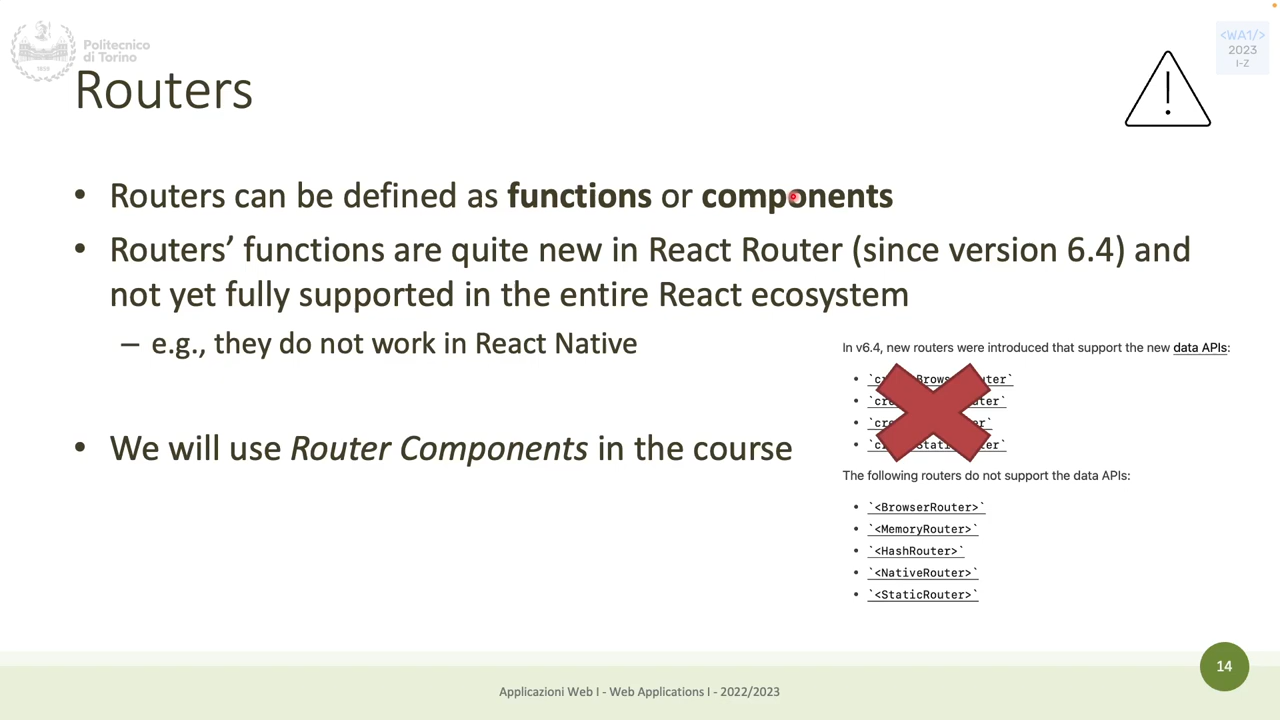 Politecnico
di Torino
1859
<WA1/>
2023
I-Z
Routers
• Routers can be defined as functions or components
• Routers’ functions are quite new in React Router (since version 6.4) and
not yet fully supported in the entire React ecosystem
– e.g., they do not work in React Native
• We will use Router Components in the course
In v6.4, new routers were introduced that support the new data APIs:
The following routers do not support the data APIs:
• `<BrowserRouter>`
• `<MemoryRouter>`
• `<HashRouter>`
• `<NativeRouter>`
• `<StaticRouter>`
14
Applicazioni Web I - Web Applications I - 2022/2023